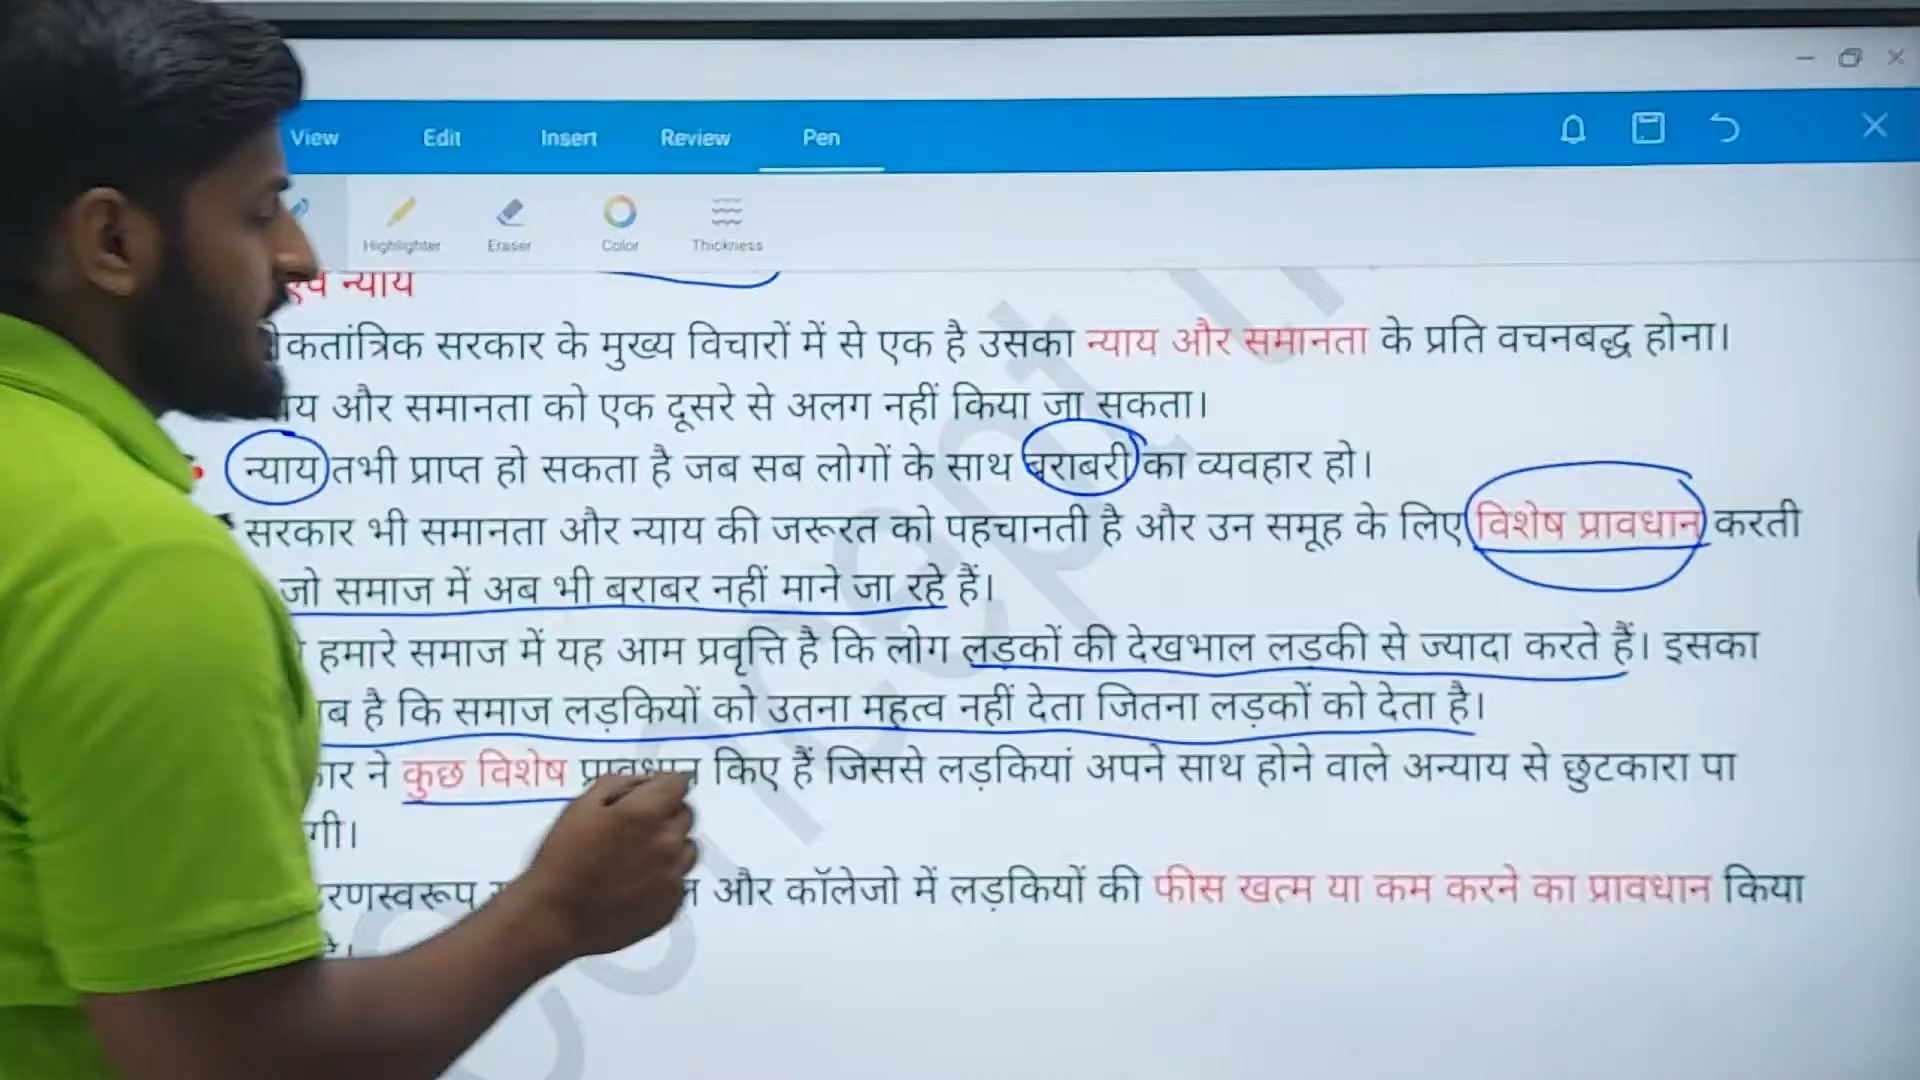 View Edit Insert Review Pen
Highlighter Eraser Color Thickness
एवं न्याय
कतांत्रिक सरकार के मुख्य विचारों में से एक है उसका न्याय और समानता के प्रति वचनबद्ध होना।
और समानता को एक दूसरे से अलग नहीं किया जा सकता।
न्याय तभी प्राप्त हो सकता है जब सब लोगों के साथ बराबरी का व्यवहार हो।
सरकार भी समानता और न्याय की जरूरत को पहचानती है और उन समूह के लिए विशेष प्रावधान करती
जो समाज में अब भी बराबर नहीं माने जा रहे हैं।
हमारे समाज में यह आम प्रवृत्ति है कि लोग लड़कों की देखभाल लडकी से ज्यादा करते हैं। इसका
है कि समाज लड़कियों को उतना महत्व नहीं देता जितना लड़कों को देता है।
ने कुछ विशेष प्रावधान किए हैं जिससे लड़कियां अपने साथ होने वाले अन्याय से छुटकारा पा
गी।
रणस्वरूप और कॉलेजो में लड़कियों की फीस खत्म या कम करने का प्रावधान किया